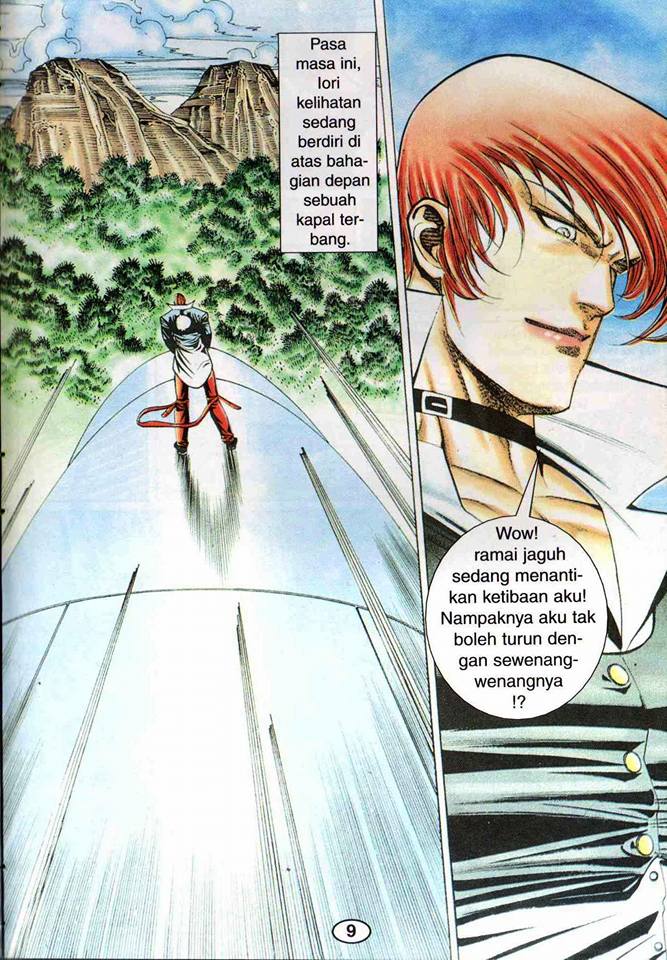 Pasa
masa ini,
Iori
kelihatan
sedang
berdiri di
atas baha-
gian depan
sebuah
kapal ter-
bang.
Wow!
ramai jaguh
sedang menanti-
kan ketibaan aku!
Nampaknya aku tak
boleh turun den-
gan sewenang-
wenangnya
!?
9